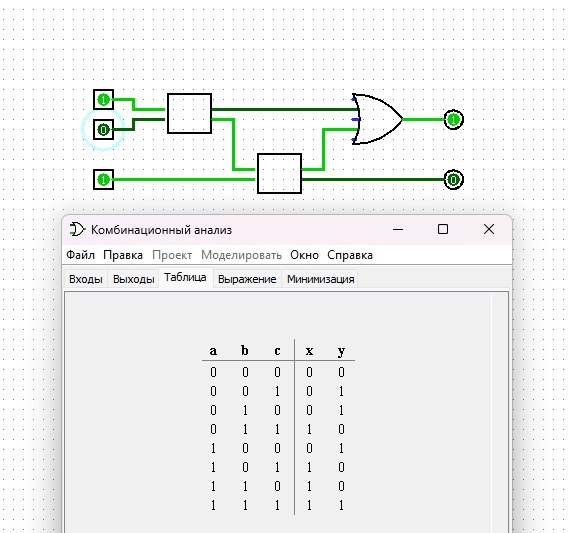 1
0
1
1
0
Комбинационный анализ
Файл Правка Проект Моделировать Окно Справка
Входы Выходы Таблица Выражение Минимизация
a b c x y
0 0 0 0 0
0 0 1 0 1
0 1 0 0 1
0 1 1 1 0
1 0 0 0 1
1 0 1 1 0
1 1 0 1 0
1 1 1 1 1